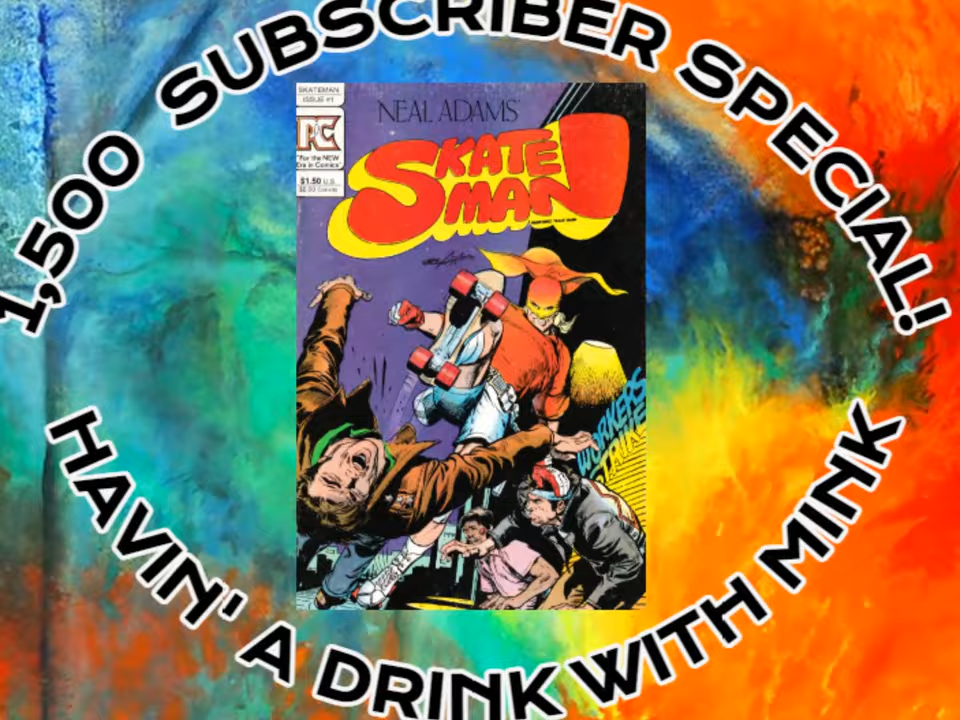 1,500 SUBSCRIBER SPECIAL!
SKATEMAN
ISSUE #1
PC
"For the NEW
Era in Comics"
$1.50 U.S.
NEAL ADAMS'
SKATE
MAN
WORKERS
STRIKE
HAVIN' A DRINK WITH MINK